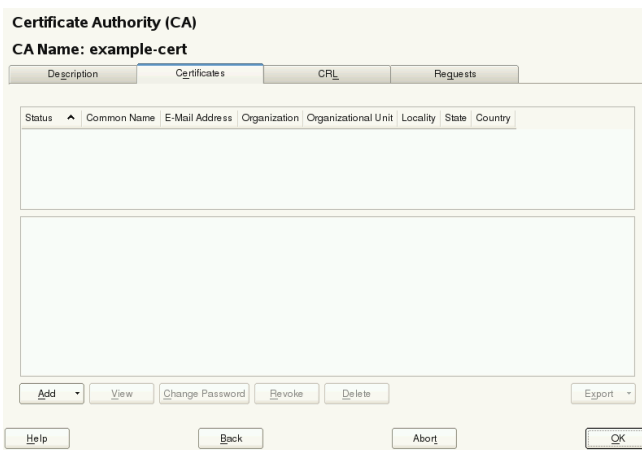 Certificate Authority (CA)
CA Name: example-cert
Description Certificates CRL Requests
Status Common Name E-Mail Address Organization Organizational Unit Locality State Country
Add View Change Password Revoke Delete Export
Help Back Abort OK